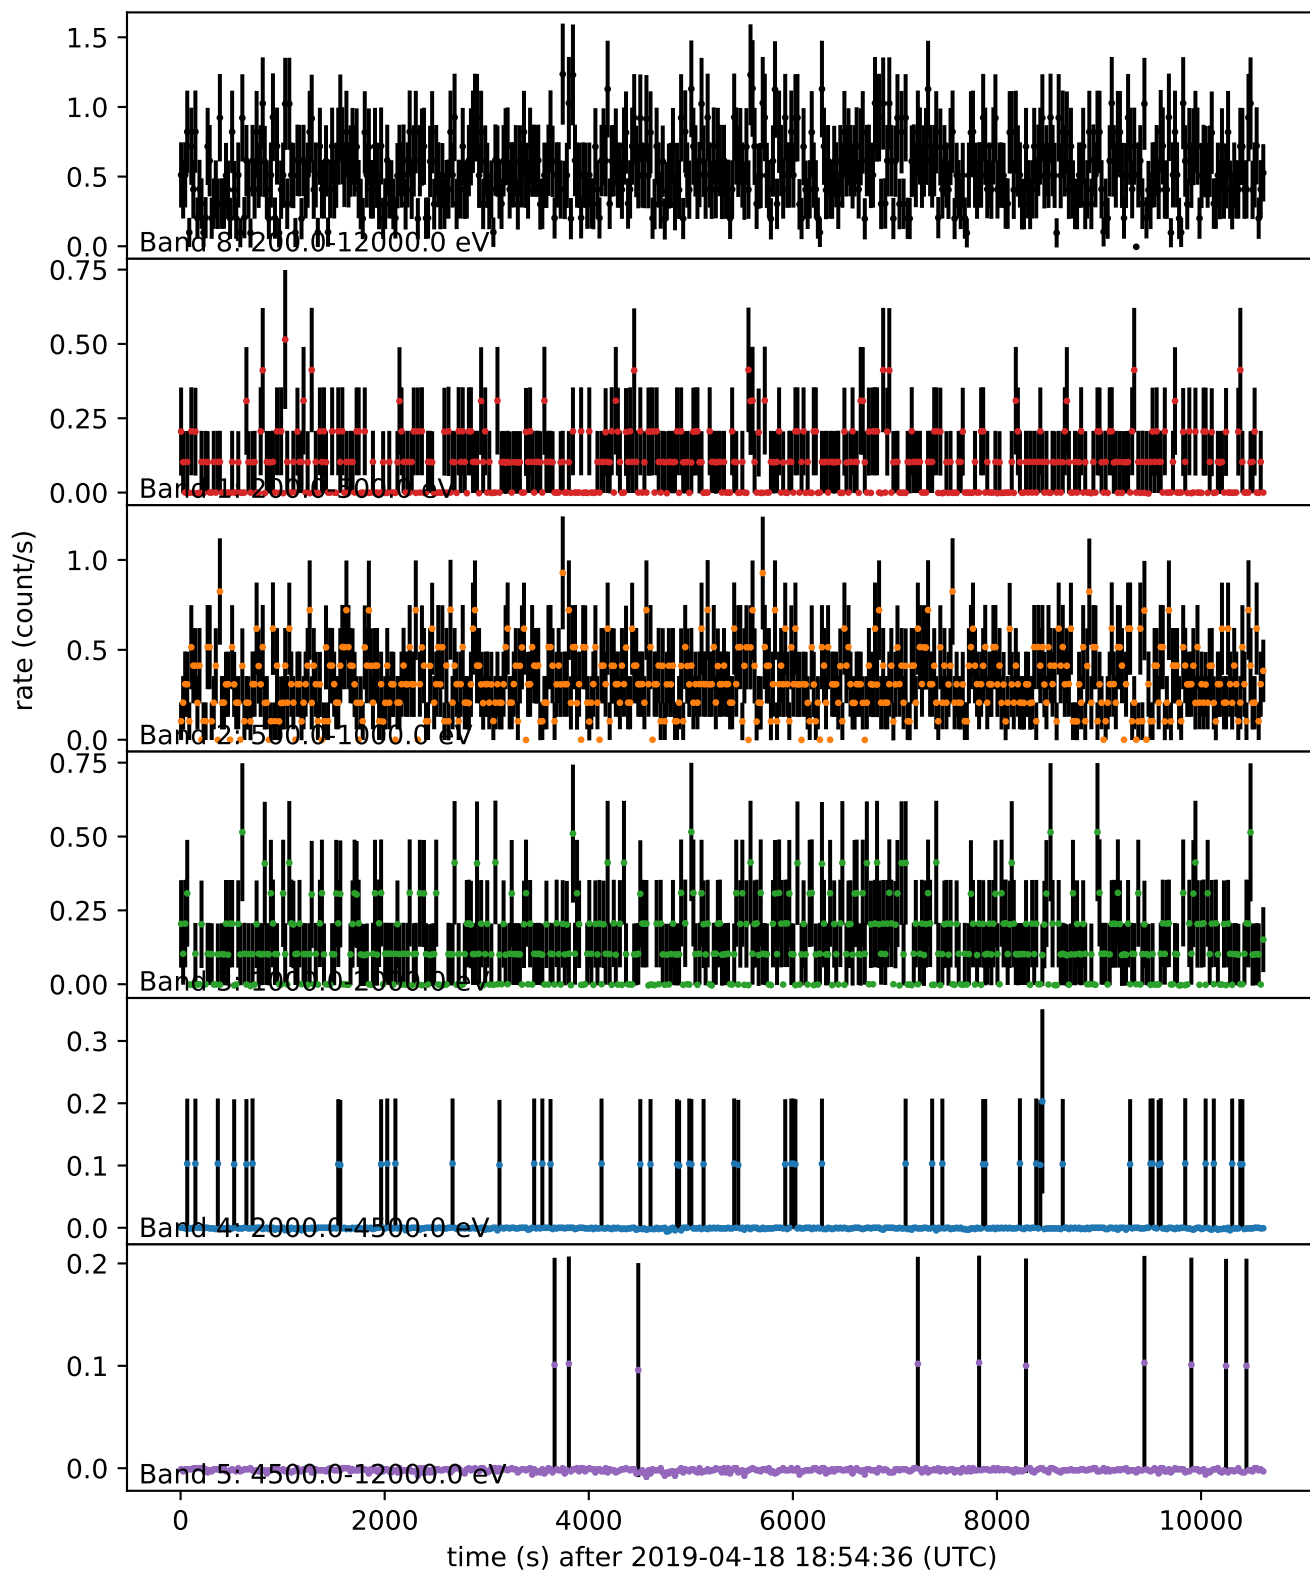 1.5
1.0
0.5
0.0
Band 8: 200.0-12000.0 eV
0.75
0.50
0.25
0.00
Band 1: 200.0-500.0 eV
rate (count/s)
1.0
0.5
0.0
Band 2: 500.0-1000.0 eV
0.75
0.50
0.25
0.00
Band 3: 1000.0-2000.0 eV
0.3
0.2
0.1
0.0
Band 4: 2000.0-4500.0 eV
0.2
0.1
0.0
Band 5: 4500.0-12000.0 eV
0 2000 4000 6000 8000 10000
time (s) after 2019-04-18 18:54:36 (UTC)